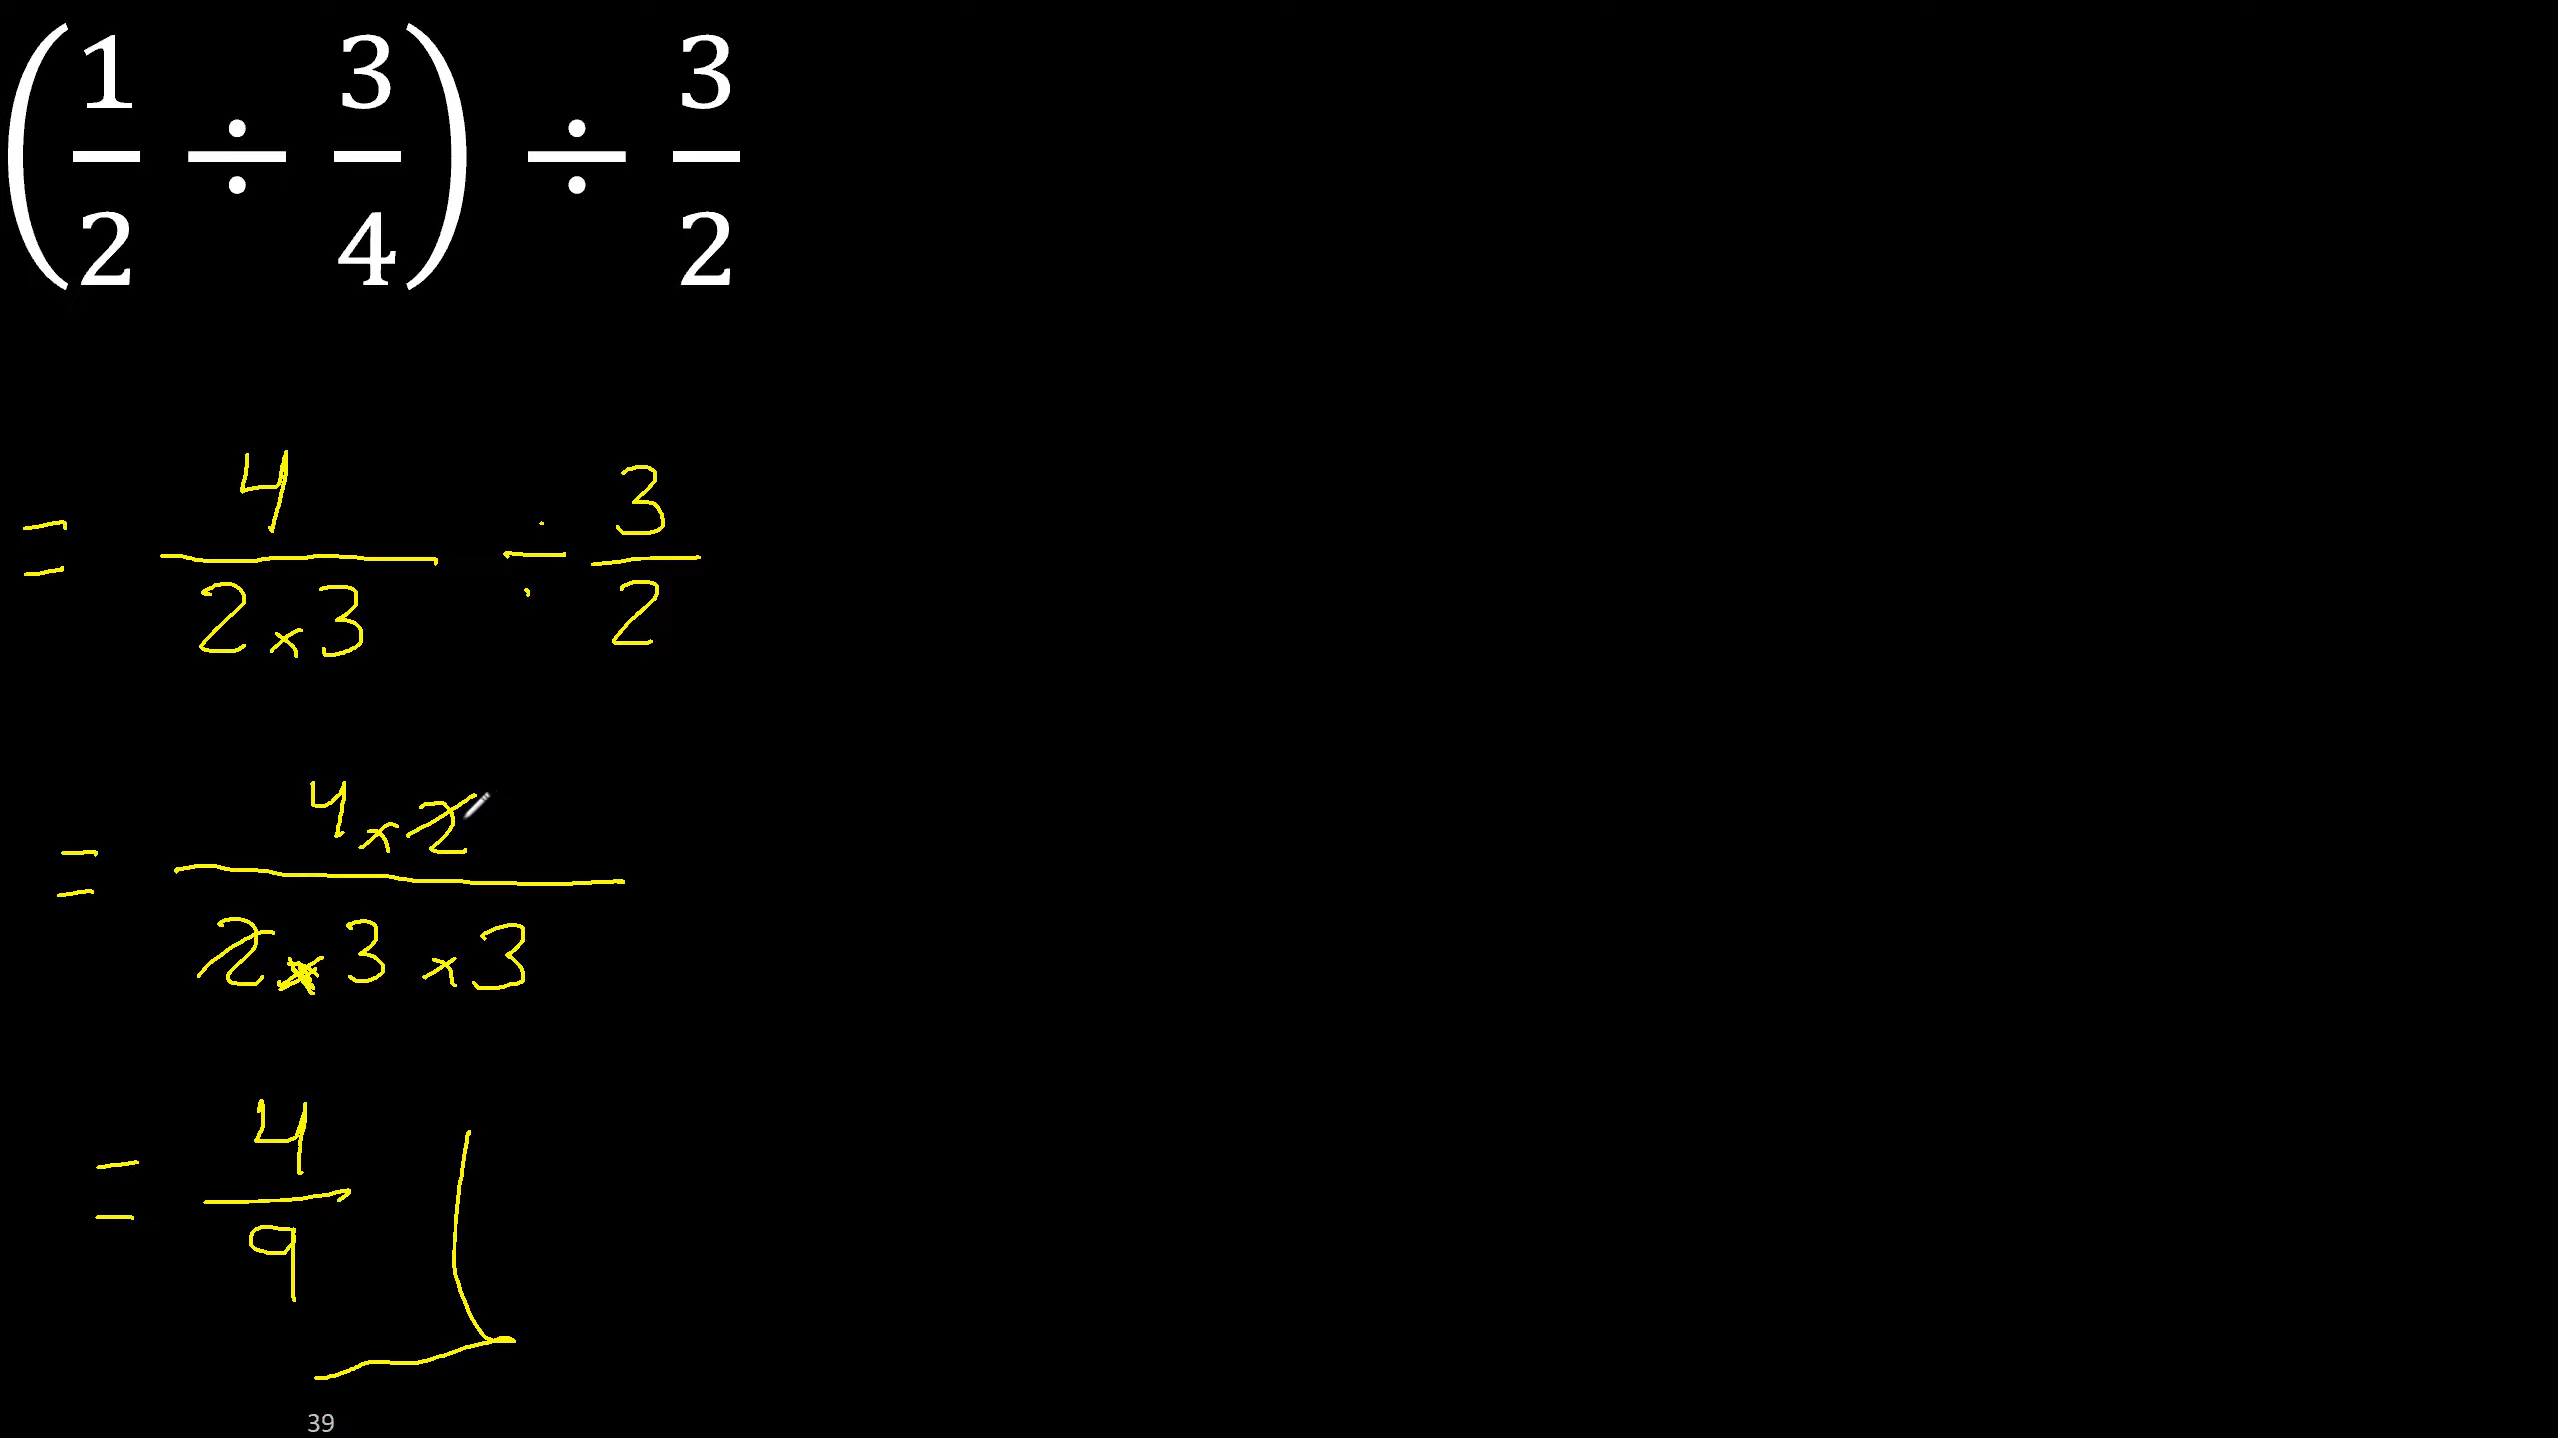 (1/2 ÷ 3/4) ÷ 3/2
= 4/(2×3) ÷ 3/2
= (4×2)/(2×3×3)
= 4/9
39